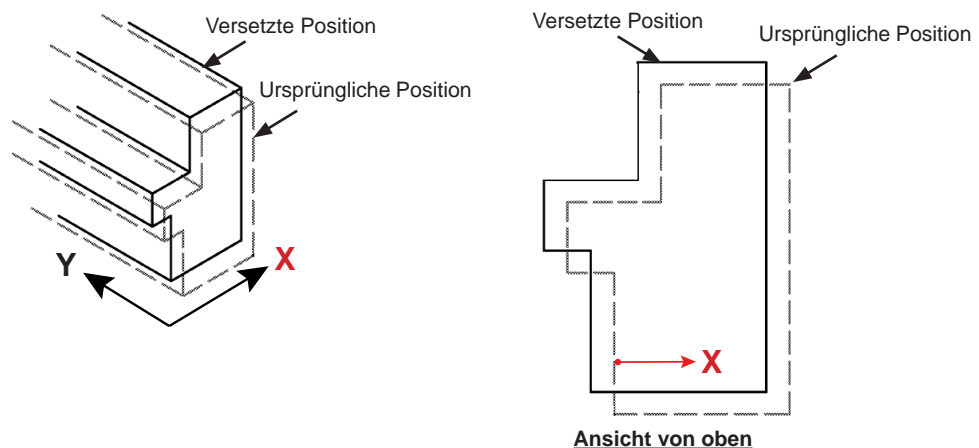 Versetzte Position
Ursprüngliche Position
Y
X
Versetzte Position
Ursprüngliche Position
X
Ansicht von oben